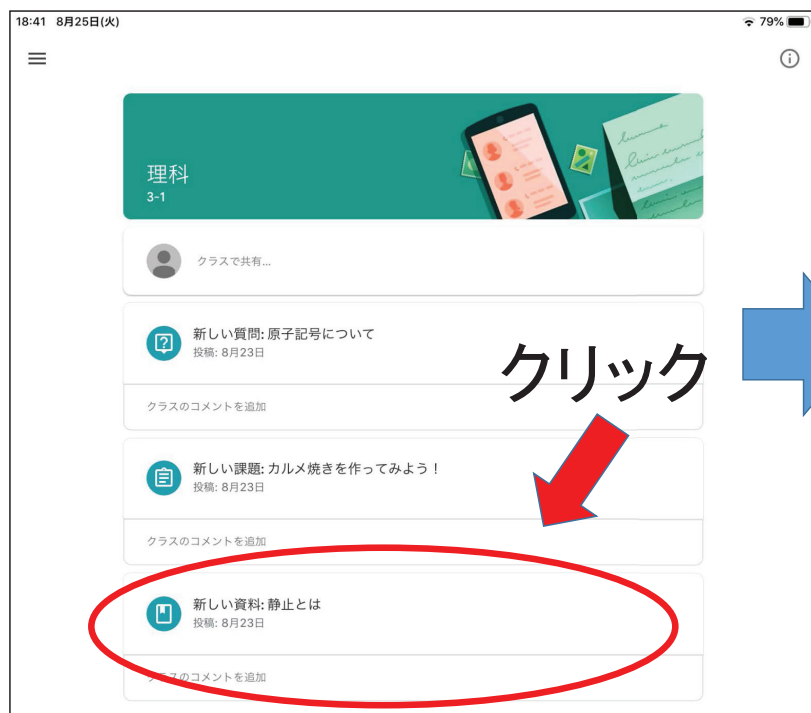 18:41 8月25日(火)
79%
理科
3-1
クラスで共有...
新しい質問: 原子記号について
投稿: 8月23日
クリック
クラスのコメントを追加
新しい課題: カルメ焼きを作ってみよう！
投稿: 8月23日
クラスのコメントを追加
新しい資料: 静止とは
投稿: 8月23日
クラスのコメントを追加